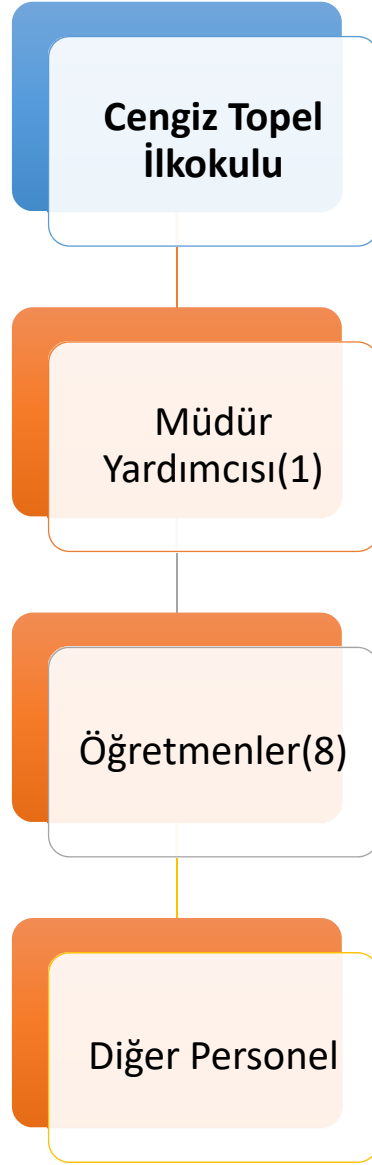 Cengiz Topel
İlkokulu
Müdür
Yardımcısı(1)
Öğretmenler(8)
Diğer Personel